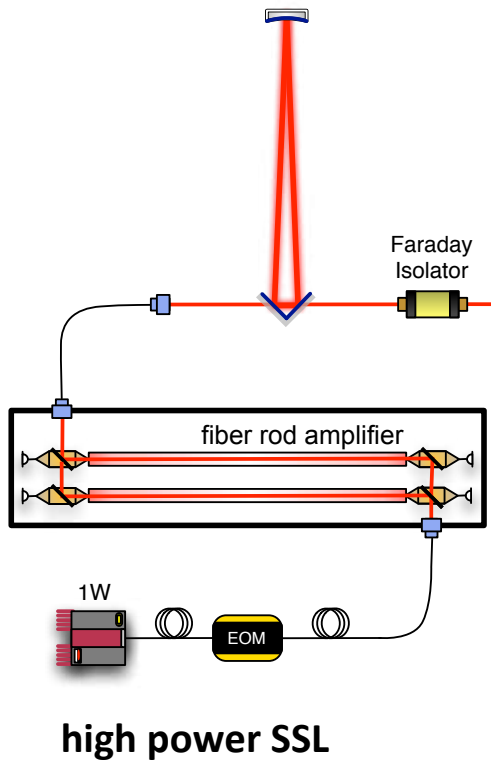 Faraday
Isolator
fiber rod amplifier
1W
EOM
high power SSL